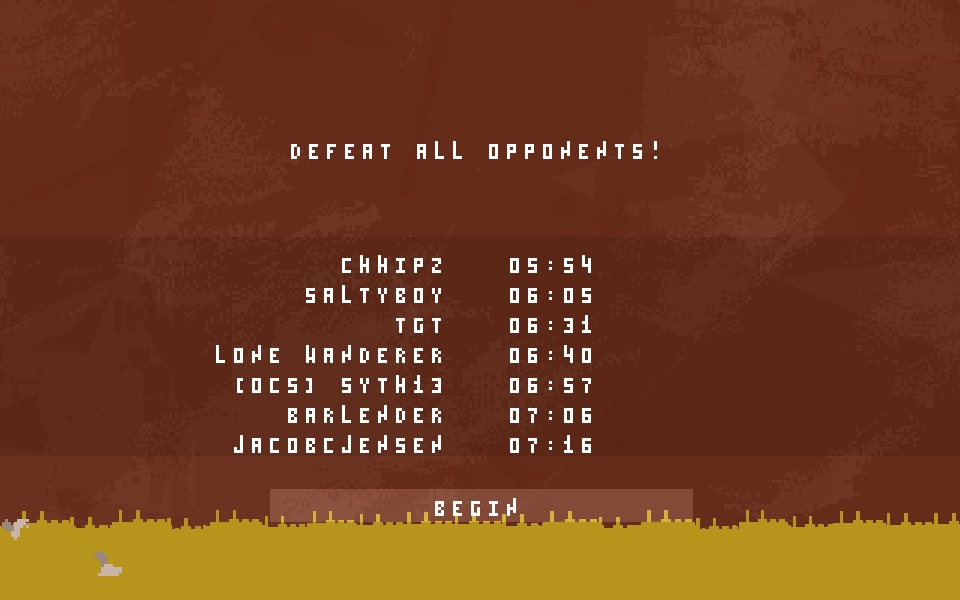 DEFEAT ALL OPPONENTS!
CHHIPZ 05:54
SALTYBOY 06:05
TGT 06:31
LONE WANDERER 06:40
[OCS] SYTH13 06:57
BARLENDER 07:06
JACOBCJENSEN 07:16
BEGIN